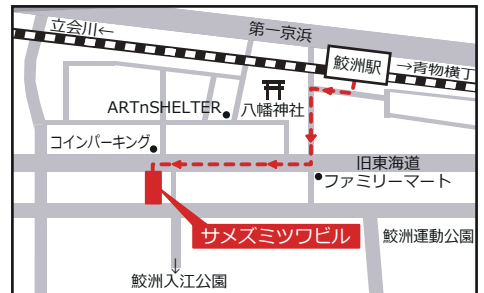 立会川←
第一京浜
鮫洲駅
→青物横丁
ARTnSHELTER
八幡神社
コインパーキング
旧東海道
ファミリーマート
サメズミツワビル
鮫洲運動公園
↓
鮫洲入江公園